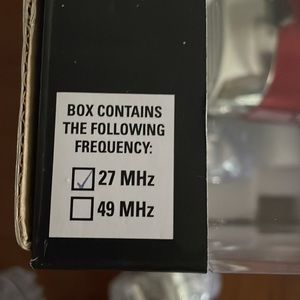 BOX CONTAINS
THE FOLLOWING
FREQUENCY:
27 MHz
49 MHz